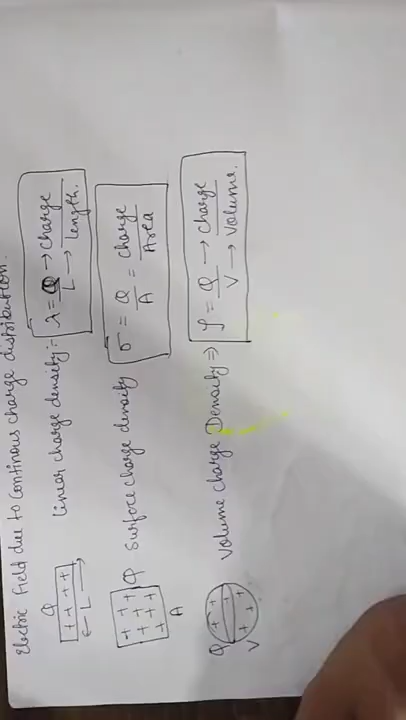 Electric Field due to Continous charge distribution.
Q
++++
← L →
linear charge density :- λ = Q/L → charge/→ Length.
+ + +
+ + + +
+ + +
Q
A
surface charge density σ = Q/A = charge/Area
Q
+ +
+ + +
V
Volume charge Density ⇒ ρ = Q/V → charge/→ Volume.